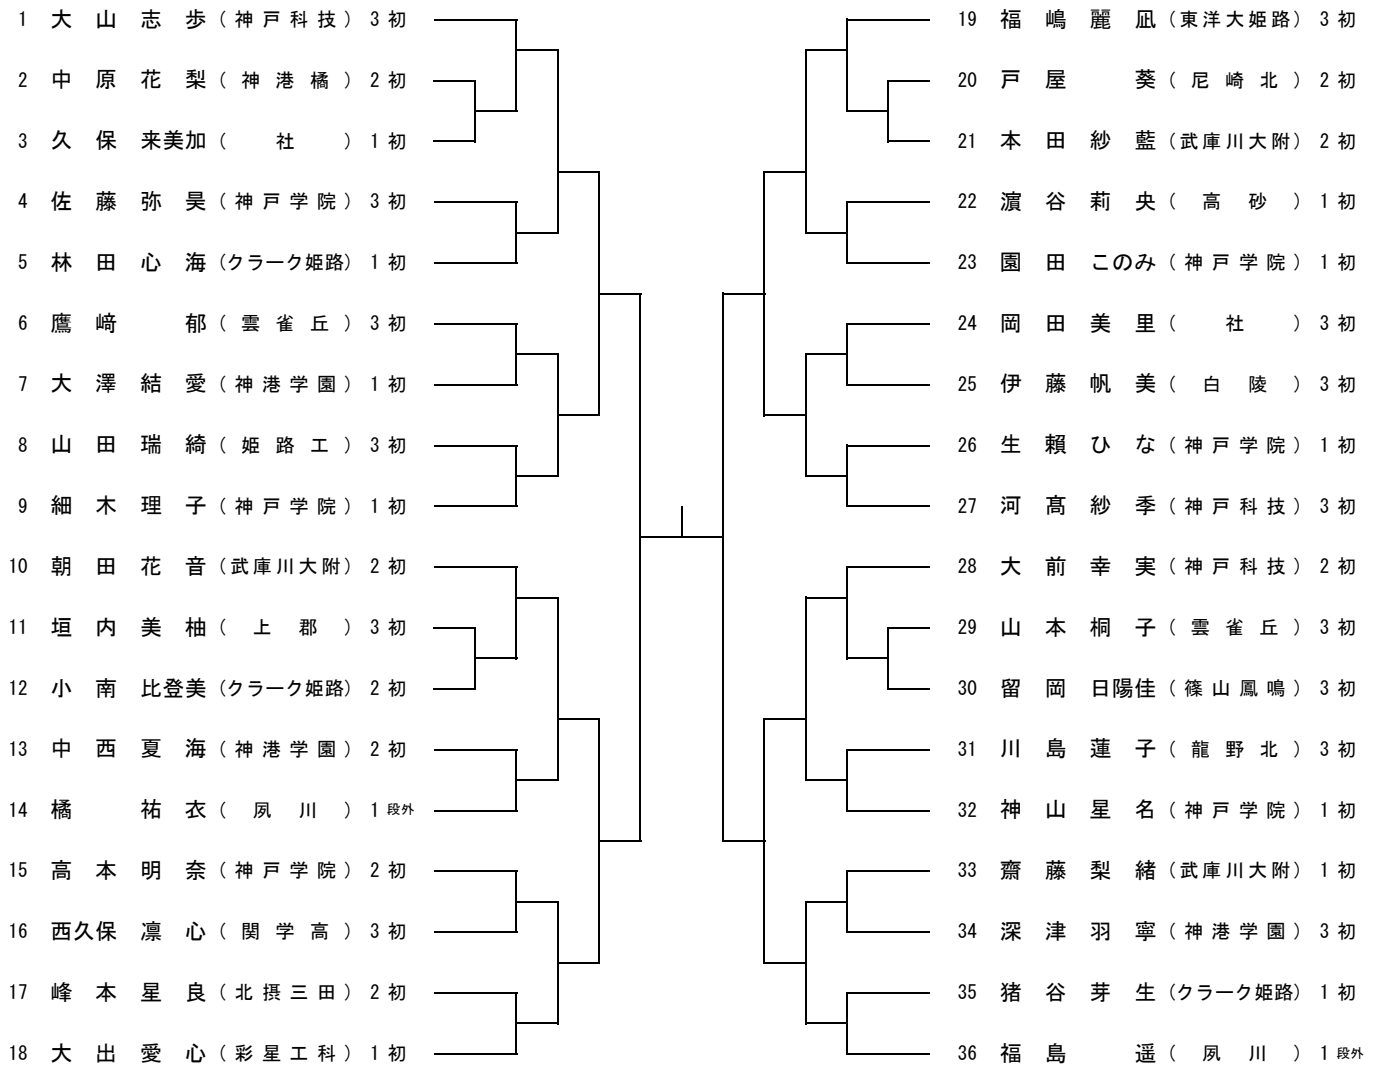 1 大山志歩 (神戸科技) 3 初
2 中原花梨 (神港橘) 2 初
3 久保来美加 (社) 1 初
4 佐藤弥昊 (神戸学院) 3 初
5 林田心海 (クラーク姫路) 1 初
6 鷹﨑郁 (雲雀丘) 3 初
7 大澤結愛 (神港学園) 1 初
8 山田瑞綺 (姫路工) 3 初
9 細木理子 (神戸学院) 1 初
10 朝田花音 (武庫川大附) 2 初
11 垣内美柚 (上郡) 3 初
12 小南比登美 (クラーク姫路) 2 初
13 中西夏海 (神港学園) 2 初
14 橘祐衣 (夙川) 1 段外
15 高本明奈 (神戸学院) 2 初
16 西久保凛心 (関学高) 3 初
17 峰本星良 (北摂三田) 2 初
18 大出愛心 (彩星工科) 1 初
19 福嶋麗凪 (東洋大姫路) 3 初
20 戸屋葵 (尼崎北) 2 初
21 本田紗藍 (武庫川大附) 2 初
22 濵谷莉央 (高砂) 1 初
23 園田このみ (神戸学院) 1 初
24 岡田美里 (社) 3 初
25 伊藤帆美 (白陵) 3 初
26 生頼ひな (神戸学院) 1 初
27 河髙紗季 (神戸科技) 3 初
28 大前幸実 (神戸科技) 2 初
29 山本桐子 (雲雀丘) 3 初
30 留岡日陽佳 (篠山鳳鳴) 3 初
31 川島蓮子 (龍野北) 3 初
32 神山星名 (神戸学院) 1 初
33 齋藤梨緒 (武庫川大附) 1 初
34 深津羽寧 (神港学園) 3 初
35 猪谷芽生 (クラーク姫路) 1 初
36 福島遥 (夙川) 1 段外